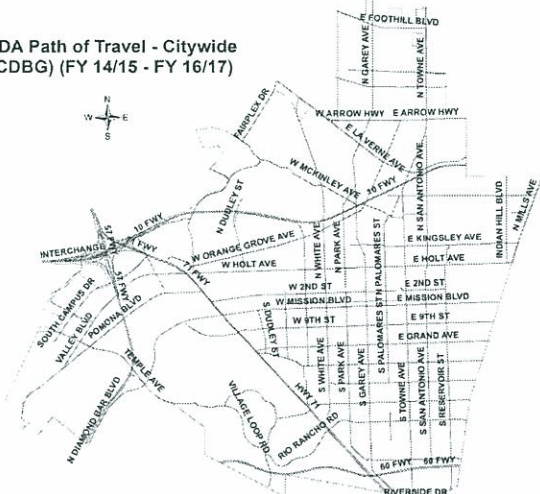 DA Path of Travel - Citywide
CDBG) (FY 14/15 - FY 16/17)
N
W E
S
E FOOTHILL BLVD
N GAREY AVE
N TOWNE AVE
FAIRPLEX DR
W ARROW HWY
E ARROW HWY
E LA VERNE AVE
W MCKINLEY AVE
10 FWY
N SAN ANTONIO AVE
N DUDLEY ST
INDIAN HILL BLVD
N MILLS AVE
57 FWY
10 FWY
INTERCHANGE
71 FWY
W ORANGE GROVE AVE
N WHITE AVE
N PARK AVE
N PALOMARES ST
E KINGSLEY AVE
W HOLT AVE
E HOLT AVE
57 FWY
71 FWY
SOUTH CAMPUS DR
W 2ND ST
E 2ND ST
POMONA BLVD
W MISSION BLVD
E MISSION BLVD
VALLEY BLVD
S DUDLEY ST
W 9TH ST
E 9TH ST
S PALOMARES ST
E GRAND AVE
TEMPLE AVE
S WHITE AVE
S PARK AVE
S GAREY AVE
S TOWNE AVE
S SAN ANTONIO AVE
S RESERVOIR ST
N DIAMOND BAR BLVD
VILLAGE LOOP RD
HWY 71
RIO RANCHO RD
60 FWY
60 FWY
RIVERSIDE DR